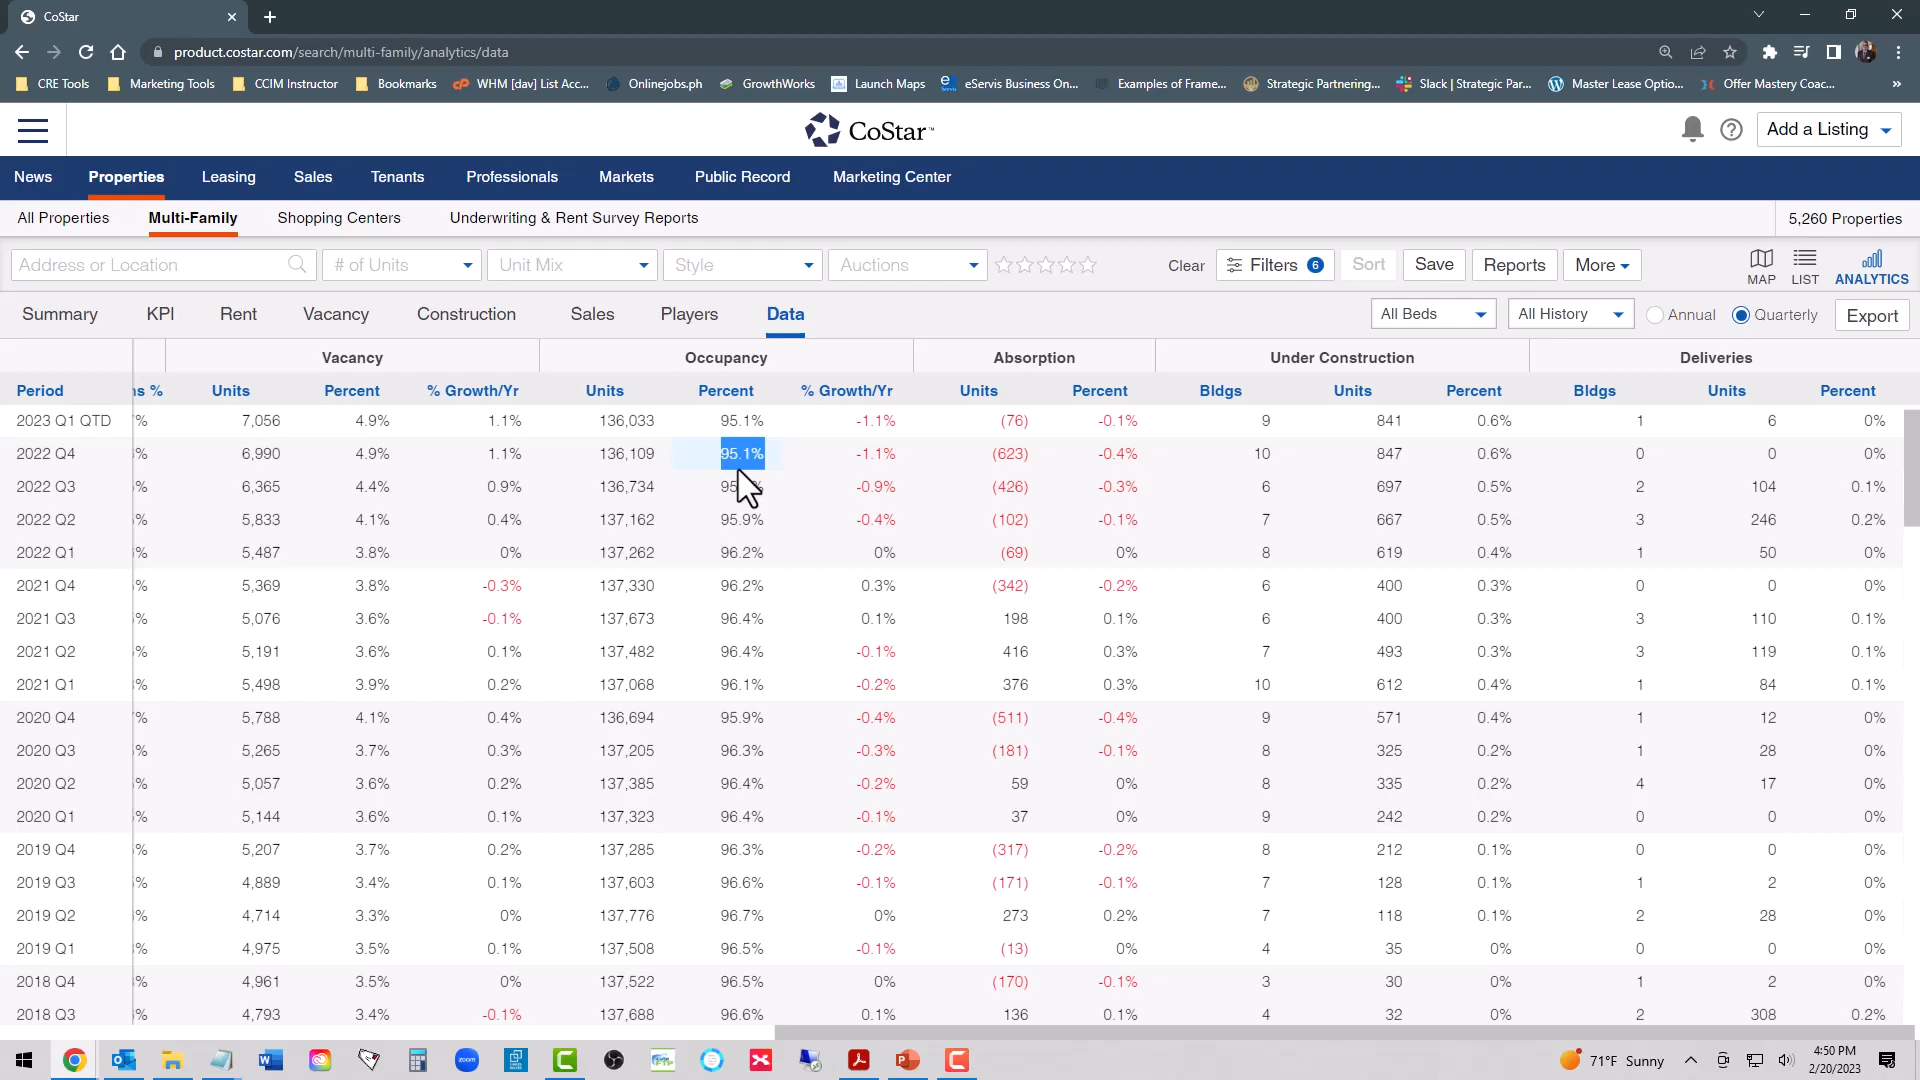 CoStar
product.costar.com/search/multi-family/analytics/data
CRE Tools Marketing Tools CCIM Instructor Bookmarks WHM [dav] List Acc... Onlinejobs.ph GrowthWorks Launch Maps eServis Business On... Examples of Frame... Strategic Partnering... Slack | Strategic Par... Master Lease Optio... Offer Mastery Coac... »
CoStar™ Add a Listing
News Properties Leasing Sales Tenants Professionals Markets Public Record Marketing Center
All Properties Multi-Family Shopping Centers Underwriting & Rent Survey Reports 5,260 Properties
Address or Location # of Units Unit Mix Style Auctions Clear Filters 6 Sort Save Reports More MAP LIST ANALYTICS
Summary KPI Rent Vacancy Construction Sales Players Data All Beds All History Annual Quarterly Export
Vacancy Occupancy Absorption Under Construction Deliveries
Period s % Units Percent % Growth/Yr Units Percent % Growth/Yr Units Percent Bldgs Units Percent Bldgs Units Percent
2023 Q1 QTD % 7,056 4.9% 1.1% 136,033 95.1% -1.1% (76) -0.1% 9 841 0.6% 1 6 0%
2022 Q4 % 6,990 4.9% 1.1% 136,109 95.1% -1.1% (623) -0.4% 10 847 0.6% 0 0 0%
2022 Q3 % 6,365 4.4% 0.9% 136,734 95 -0.9% (426) -0.3% 6 697 0.5% 2 104 0.1%
2022 Q2 % 5,833 4.1% 0.4% 137,162 95.9% -0.4% (102) -0.1% 7 667 0.5% 3 246 0.2%
2022 Q1 % 5,487 3.8% 0% 137,262 96.2% 0% (69) 0% 8 619 0.4% 1 50 0%
2021 Q4 % 5,369 3.8% -0.3% 137,330 96.2% 0.3% (342) -0.2% 6 400 0.3% 0 0 0%
2021 Q3 % 5,076 3.6% -0.1% 137,673 96.4% 0.1% 198 0.1% 6 400 0.3% 3 110 0.1%
2021 Q2 % 5,191 3.6% 0.1% 137,482 96.4% -0.1% 416 0.3% 7 493 0.3% 3 119 0.1%
2021 Q1 % 5,498 3.9% 0.2% 137,068 96.1% -0.2% 376 0.3% 10 612 0.4% 1 84 0.1%
2020 Q4 % 5,788 4.1% 0.4% 136,694 95.9% -0.4% (511) -0.4% 9 571 0.4% 1 12 0%
2020 Q3 % 5,265 3.7% 0.3% 137,205 96.3% -0.3% (181) -0.1% 8 325 0.2% 1 28 0%
2020 Q2 % 5,057 3.6% 0.2% 137,385 96.4% -0.2% 59 0% 8 335 0.2% 4 17 0%
2020 Q1 % 5,144 3.6% 0.1% 137,323 96.4% -0.1% 37 0% 9 242 0.2% 0 0 0%
2019 Q4 % 5,207 3.7% 0.2% 137,285 96.3% -0.2% (317) -0.2% 8 212 0.1% 0 0 0%
2019 Q3 % 4,889 3.4% 0.1% 137,603 96.6% -0.1% (171) -0.1% 7 128 0.1% 1 2 0%
2019 Q2 % 4,714 3.3% 0% 137,776 96.7% 0% 273 0.2% 7 118 0.1% 2 28 0%
2019 Q1 % 4,975 3.5% 0.1% 137,508 96.5% -0.1% (13) 0% 4 35 0% 0 0 0%
2018 Q4 % 4,961 3.5% 0% 137,522 96.5% 0% (170) -0.1% 3 30 0% 1 2 0%
2018 Q3 % 4,793 3.4% -0.1% 137,688 96.6% 0.1% 136 0.1% 4 32 0% 2 308 0.2%
zoom 71°F Sunny 4:50 PM
2/20/2023